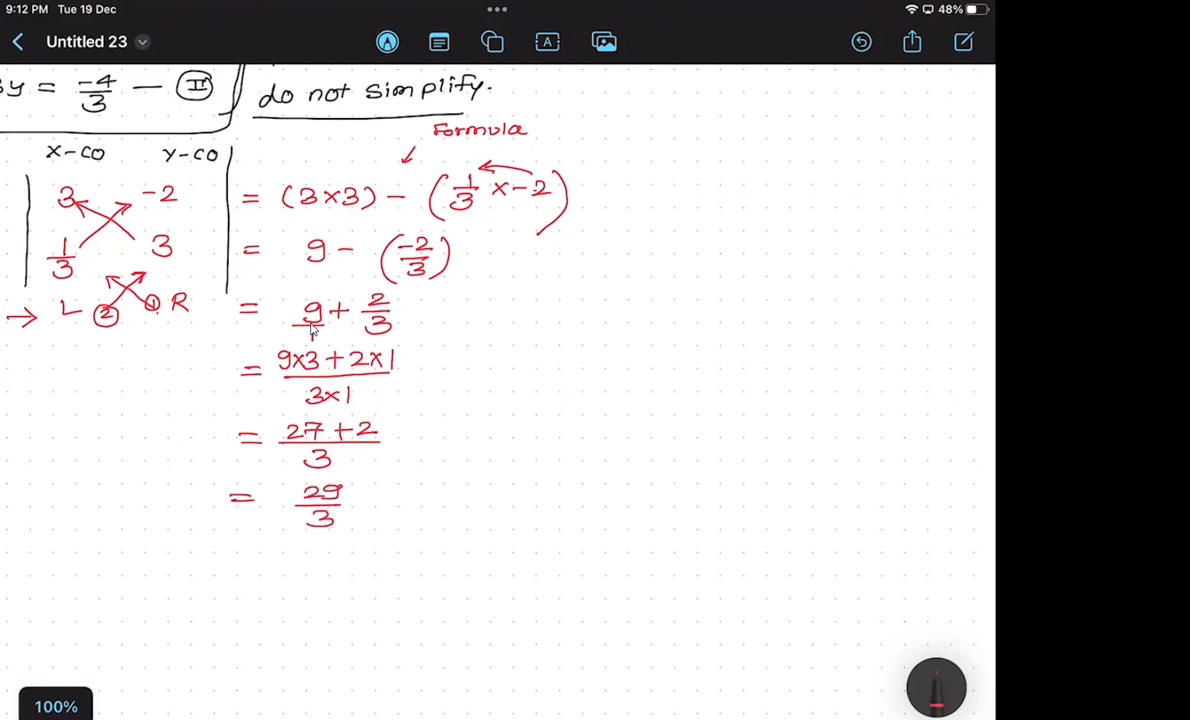 9:12 PM Tue 19 Dec
48%
Untitled 23
y = -4/3 — II
do not simplify.
Formula
x-co y-co
3 -2 = (3×3) - (1/3 × -2)
1/3 3 = 9 - (-2/3)
→ L 2 1 R = 9/1 + 2/3
= 9×3 + 2×1 / 3×1
= 27 + 2 / 3
= 29/3
100%